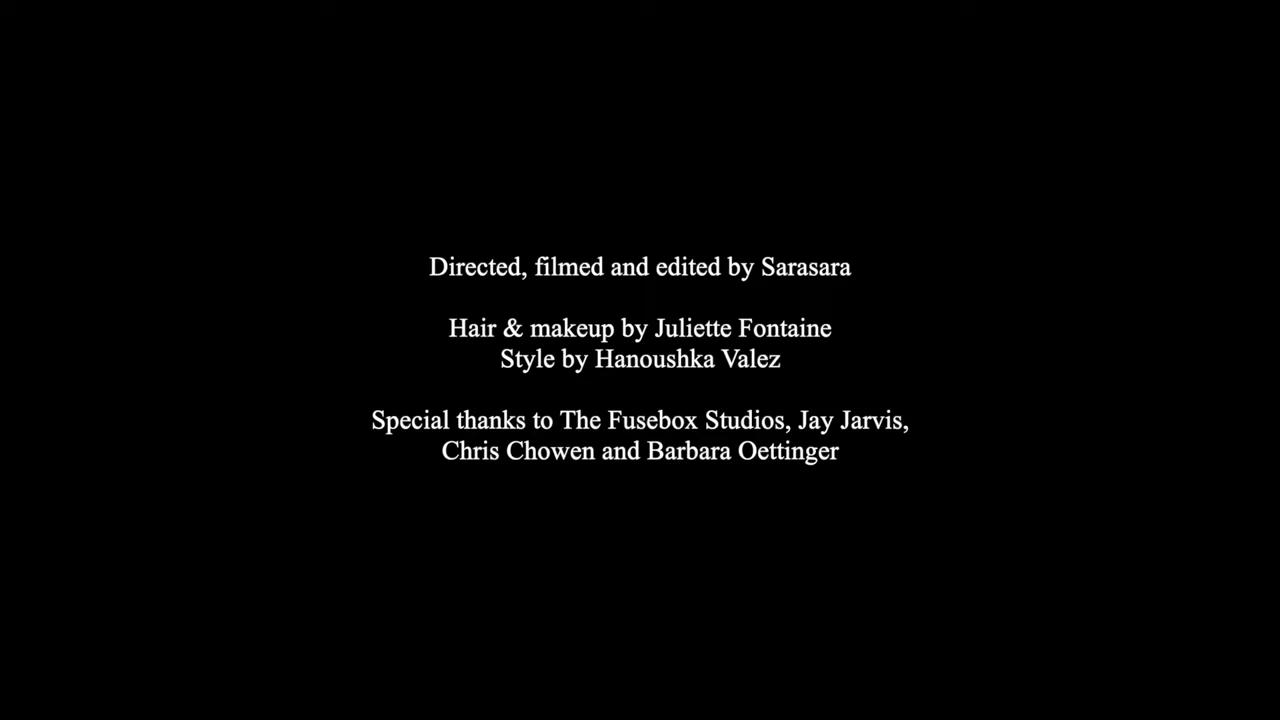 Directed, filmed and edited by Sarasara
Hair & makeup by Juliette Fontaine
Style by Hanoushka Valez
Special thanks to The Fusebox Studios, Jay Jarvis,
Chris Chowen and Barbara Oettinger